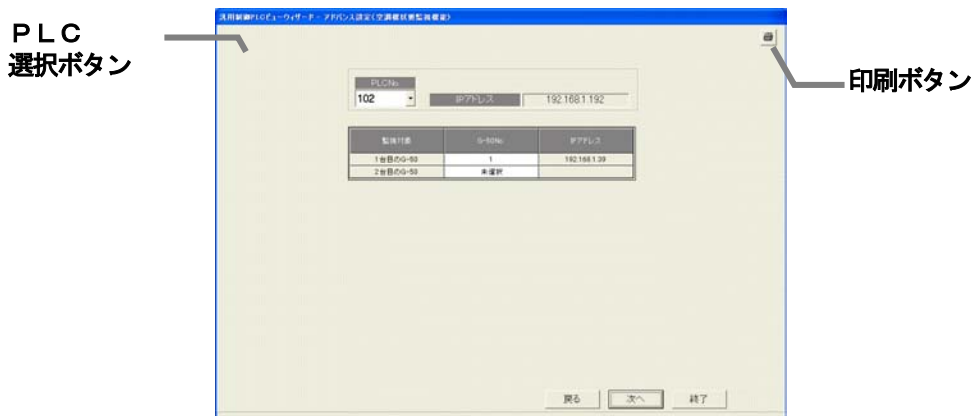 汎用制御PLCビューウィザード - アドバンス設定(空調機状態監視機能)
ＰＬＣ
選択ボタン
印刷ボタン
PLCNo.
102
IPアドレス
192.168.1.192
監視対象 G-50No. IPアドレス
1台目のG-50 1 192.168.1.39
2台目のG-50 未選択
戻る 次へ 終了